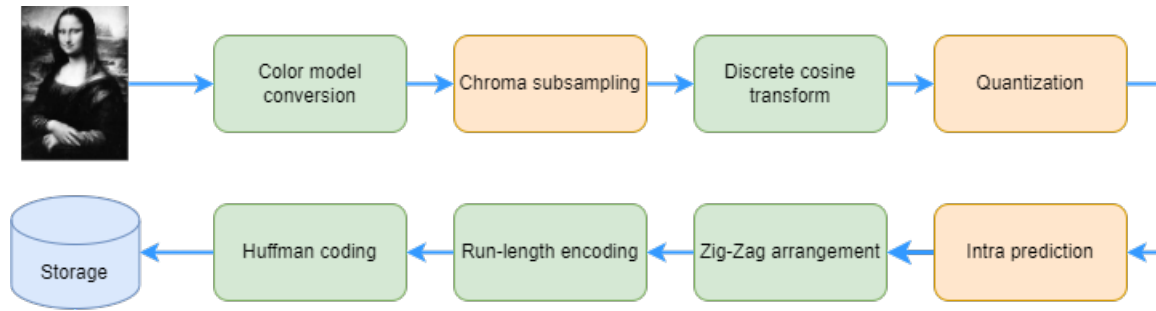 Color model
conversion
Chroma subsampling
Discrete cosine
transform
Quantization
Storage
Huffman coding
Run-length encoding
Zig-Zag arrangement
Intra prediction